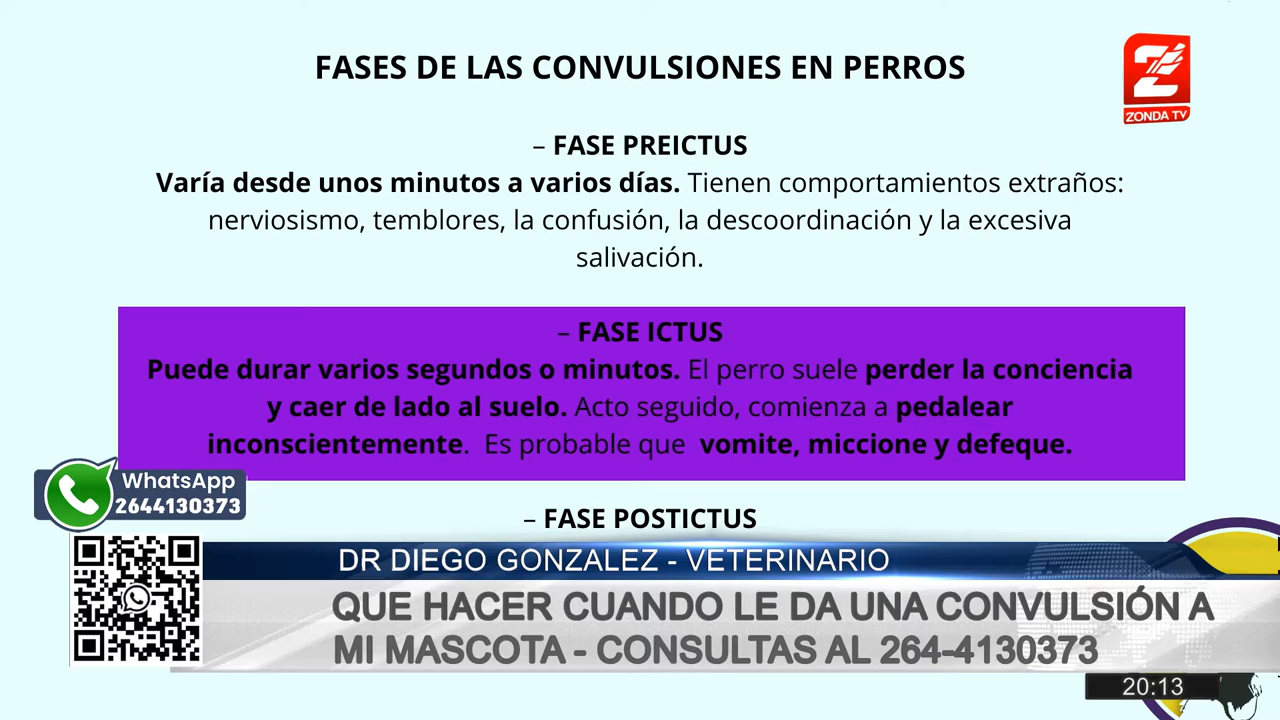 FASES DE LAS CONVULSIONES EN PERROS
ZONDA TV
– FASE PREICTUS
Varía desde unos minutos a varios días. Tienen comportamientos extraños:
nerviosismo, temblores, la confusión, la descoordinación y la excesiva
salivación.
– FASE ICTUS
Puede durar varios segundos o minutos. El perro suele perder la conciencia
y caer de lado al suelo. Acto seguido, comienza a pedalear
inconscientemente. Es probable que vomite, miccione y defeque.
WhatsApp
2644130373
– FASE POSTICTUS
DR DIEGO GONZALEZ - VETERINARIO
QUE HACER CUANDO LE DA UNA CONVULSIÓN A
MI MASCOTA - CONSULTAS AL 264-4130373
20:13